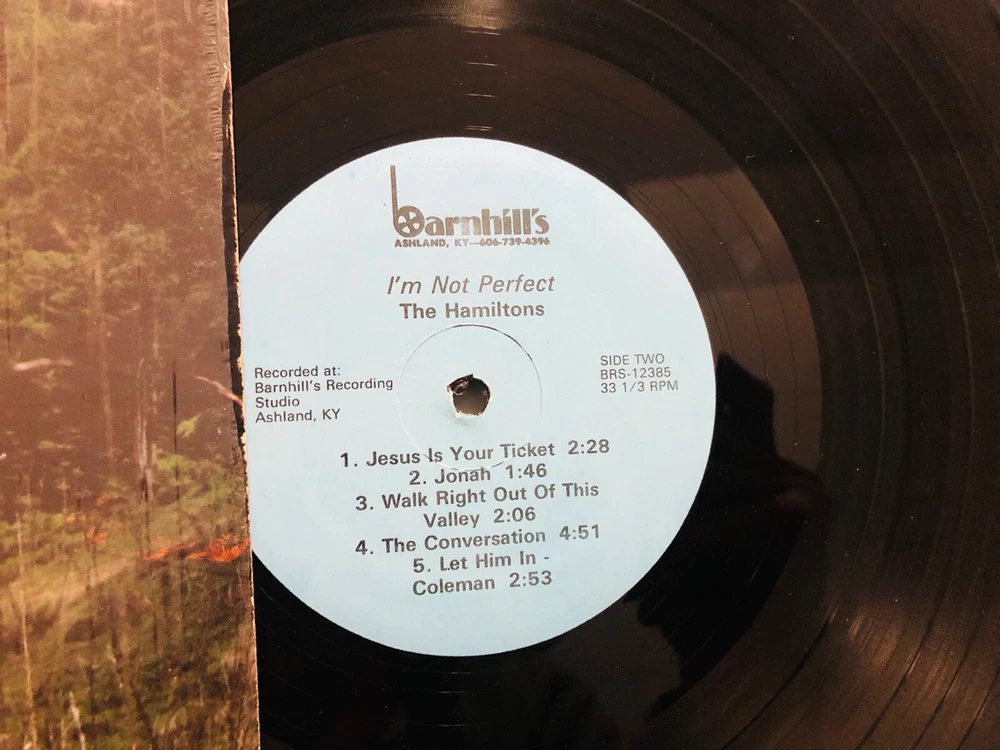 barnhill's
ASHLAND, KY—606-739-4396
I'm Not Perfect
The Hamiltons
Recorded at:
Barnhill's Recording
Studio
Ashland, KY
SIDE TWO
BRS-12385
33 1/3 RPM
1. Jesus Is Your Ticket 2:28
2. Jonah 1:46
3. Walk Right Out Of This
Valley 2:06
4. The Conversation 4:51
5. Let Him In -
Coleman 2:53